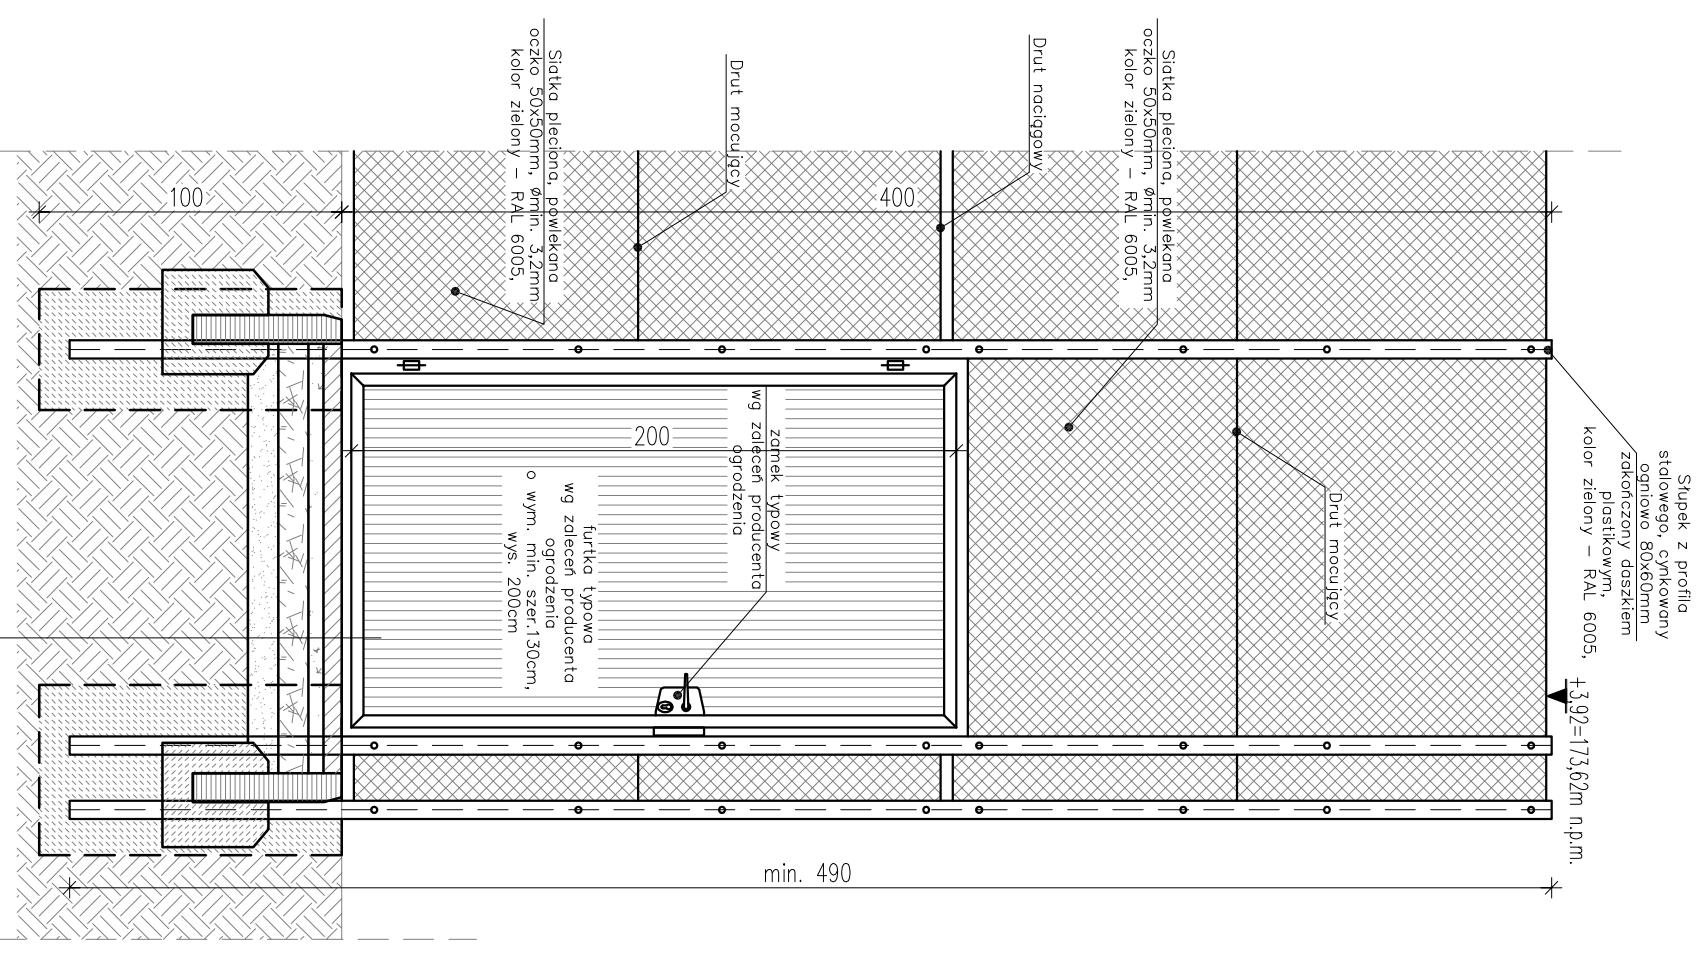 Słupek z profila
stalowego, cynkowany
ogniowo 80x60mm
zakończony daszkiem
plastikowym,
kolor zielony – RAL 6005,
+3,92=173,62m n.p.m.
Drut mocujący
Siatka pleciona, powlekana
oczko 50x50mm, Ømin. 3,2mm
kolor zielony – RAL 6005,
Drut naciągowy
400
min. 490
zamek typowy
wg zaleceń producenta
ogrodzenia
Drut mocujący
200
furtka typowa
wg zaleceń producenta
ogrodzenia
o wym. min. szer.130cm,
wys. 200cm
Siatka pleciona, powlekana
oczko 50x50mm, Ømin. 3,2mm
kolor zielony – RAL 6005,
100